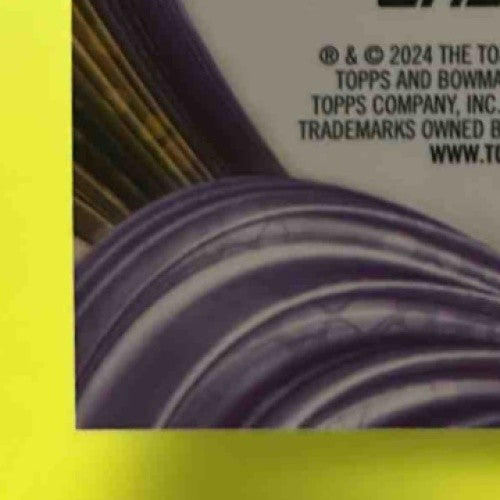 ® & © 2024 THE TO
TOPPS AND BOWMA
TOPPS COMPANY, INC.
TRADEMARKS OWNED B
WWW.TO